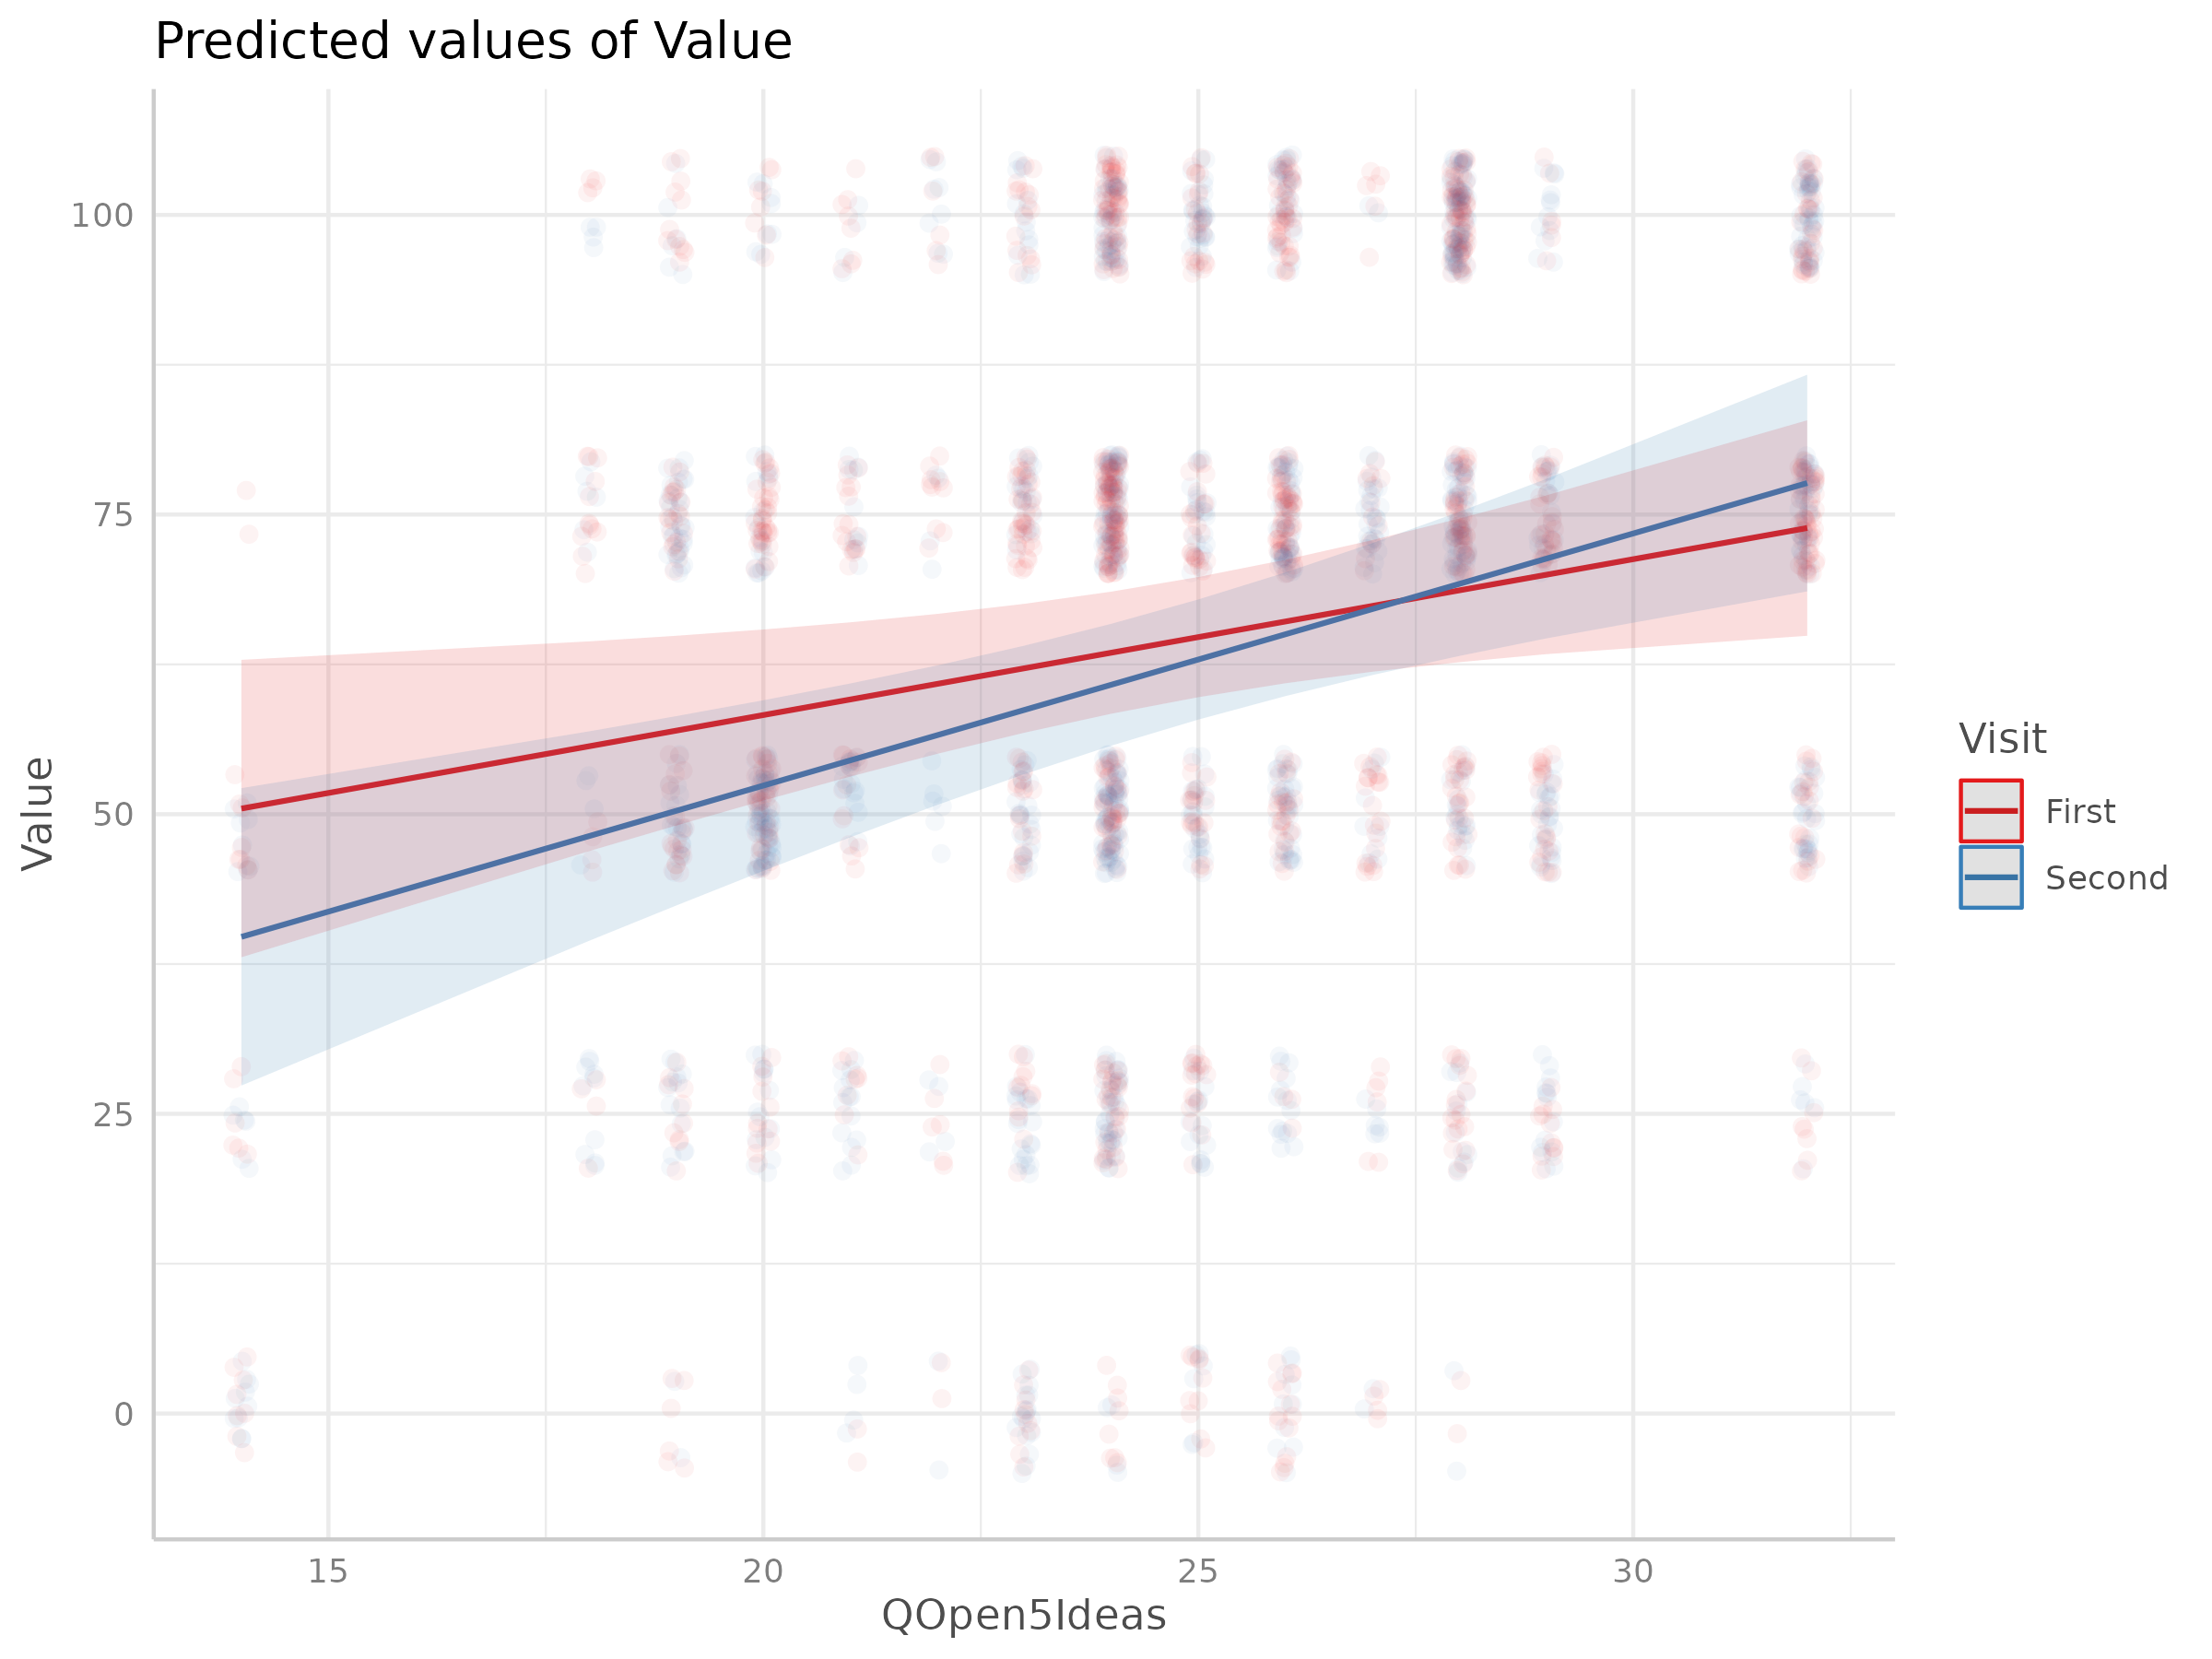 Predicted values of Value
100
75
50
25
0
Value
15 20 25 30
QOpen5Ideas
Visit
First
Second